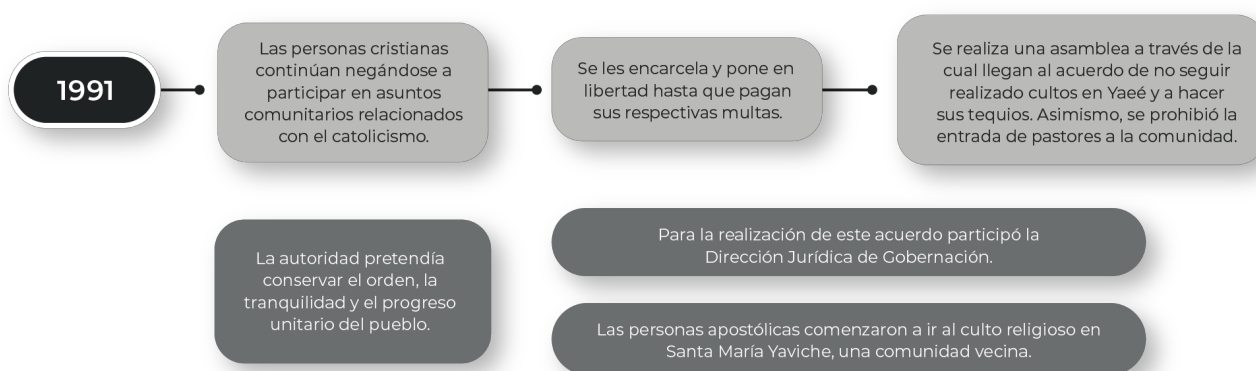 1991
Las personas cristianas
continúan negándose a
participar en asuntos
comunitarios relacionados
con el catolicismo.
Se les encarcela y pone en
libertad hasta que pagan
sus respectivas multas.
Se realiza una asamblea a través de la
cual llegan al acuerdo de no seguir
realizado cultos en Yaeé y a hacer
sus tequios. Asimismo, se prohibió la
entrada de pastores a la comunidad.
La autoridad pretendía
conservar el orden, la
tranquilidad y el progreso
unitario del pueblo.
Para la realización de este acuerdo participó la
Dirección Jurídica de Gobernación.
Las personas apostólicas comenzaron a ir al culto religioso en
Santa María Yaviche, una comunidad vecina.